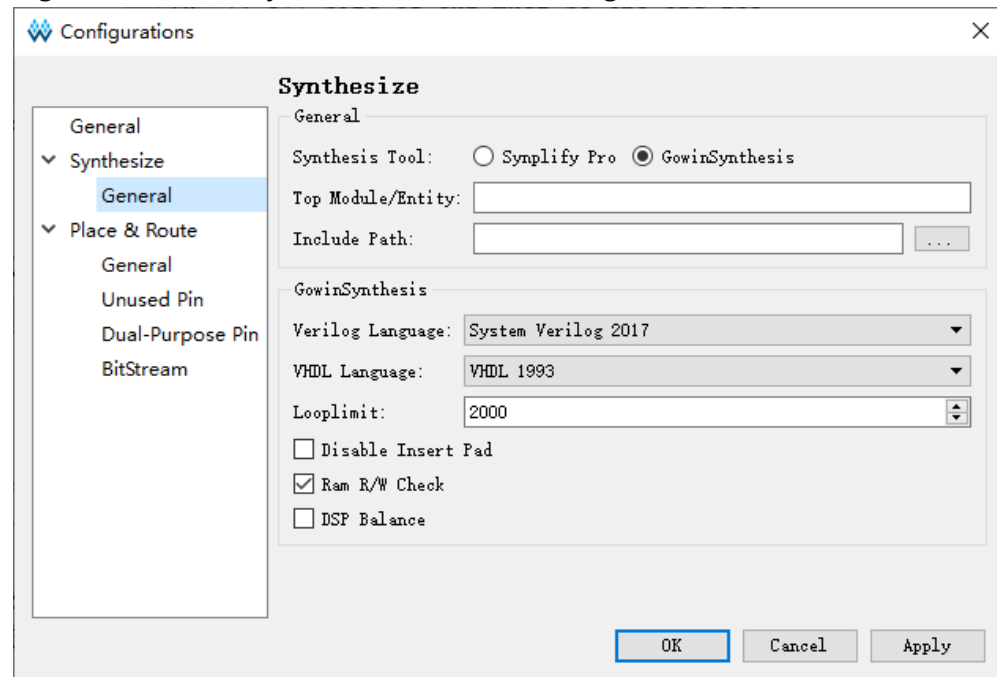 Configurations
Synthesize
General
General
Synthesis Tool: Synplify Pro GowinSynthesis
Synthesize
General
Top Module/Entity:
Place & Route
Include Path: ...
General
GowinSynthesis
Unused Pin
Verilog Language: System Verilog 2017
Dual-Purpose Pin
BitStream
VHDL Language: VHDL 1993
Looplimit: 2000
Disable Insert Pad
Ram R/W Check
DSP Balance
OK Cancel Apply